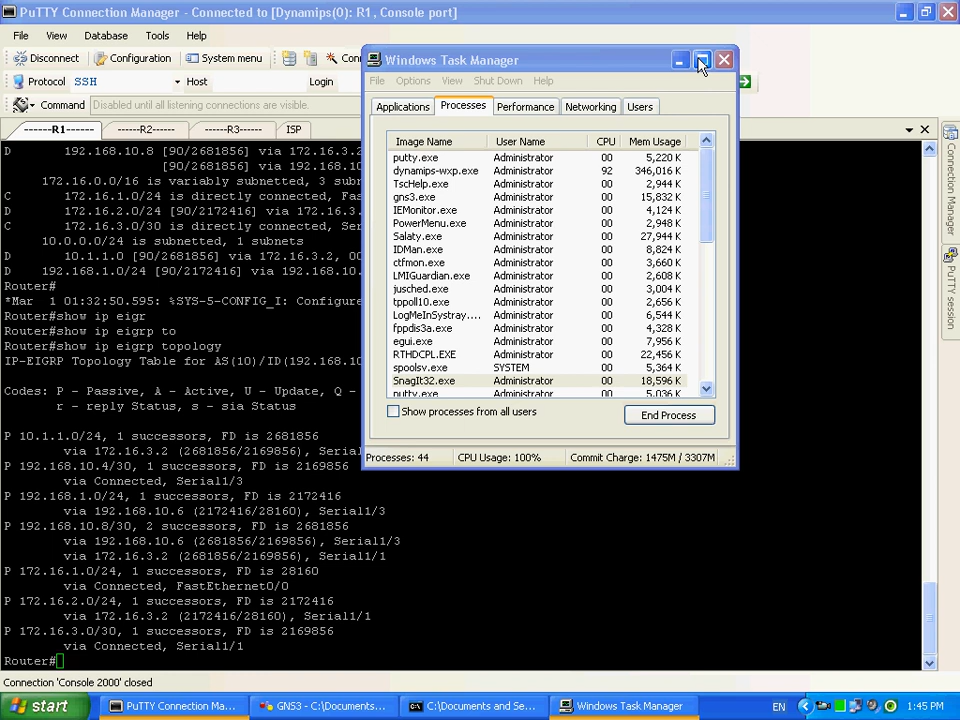 PuTTY Connection Manager - Connected to [Dynamips(0): R1, Console port]
File View Database Tools Help
Disconnect Configuration System menu
Protocol SSH Host Login
Command Disabled until all listening connections are visible.
------R1------ ------R2------ ------R3------ ISP
D 192.168.10.8 [90/2681856] via 172.16.3.2
[90/2681856] via 192.168.10
172.16.0.0/16 is variably subnetted, 3 sub
C 172.16.1.0/24 is directly connected, Fas
D 172.16.2.0/24 [90/2172416] via 172.16.3.
C 172.16.3.0/30 is directly connected, Ser
10.0.0.0/24 is subnetted, 1 subnets
D 10.1.1.0 [90/2681856] via 172.16.3.2, 00
D 192.168.1.0/24 [90/2172416] via 192.168.10.
Router#
*Mar 1 01:32:50.595: %SYS-5-CONFIG_I: Configure
Router#show ip eigr
Router#show ip eigrp to
Router#show ip eigrp topology
IP-EIGRP Topology Table for AS(10)/ID(192.168.10
Codes: P - Passive, A - Active, U - Update, Q -
r - reply Status, s - sia Status
P 10.1.1.0/24, 1 successors, FD is 2681856
via 172.16.3.2 (2681856/2169856), Serial1
P 192.168.10.4/30, 1 successors, FD is 2169856
via Connected, Serial1/3
P 192.168.1.0/24, 1 successors, FD is 2172416
via 192.168.10.6 (2172416/28160), Serial1/3
P 192.168.10.8/30, 2 successors, FD is 2681856
via 192.168.10.6 (2681856/2169856), Serial1/3
via 172.16.3.2 (2681856/2169856), Serial1/1
P 172.16.1.0/24, 1 successors, FD is 28160
via Connected, FastEthernet0/0
P 172.16.2.0/24, 1 successors, FD is 2172416
via 172.16.3.2 (2172416/28160), Serial1/1
P 172.16.3.0/30, 1 successors, FD is 2169856
via Connected, Serial1/1
Router#
Windows Task Manager
File Options View Shut Down Help
Applications Processes Performance Networking Users
Image Name User Name CPU Mem Usage
putty.exe Administrator 00 5,220 K
dynamips-wxp.exe Administrator 92 346,016 K
TscHelp.exe Administrator 00 2,944 K
gns3.exe Administrator 00 15,832 K
IEMonitor.exe Administrator 00 4,124 K
PowerMenu.exe Administrator 00 2,948 K
Salaty.exe Administrator 00 27,944 K
IDMan.exe Administrator 00 8,824 K
ctfmon.exe Administrator 00 3,660 K
LMIGuardian.exe Administrator 00 2,608 K
jusched.exe Administrator 00 3,004 K
tppoll10.exe Administrator 00 2,656 K
LogMeInSystray.... Administrator 00 6,544 K
fppdis3a.exe Administrator 00 4,328 K
egui.exe Administrator 00 7,956 K
RTHDCPL.EXE Administrator 00 22,456 K
spoolsv.exe SYSTEM 00 5,364 K
SnagIt32.exe Administrator 00 18,596 K
putty.exe Administrator 00 5,036 K
Show processes from all users End Process
Processes: 44 CPU Usage: 100% Commit Charge: 1475M / 3307M
Connection Manager
PuTTY session
Connection 'Console 2000' closed
start PuTTY Connection Ma... GNS3 - C:\Documents... C:\Documents and Se... Windows Task Manager EN 1:45 PM